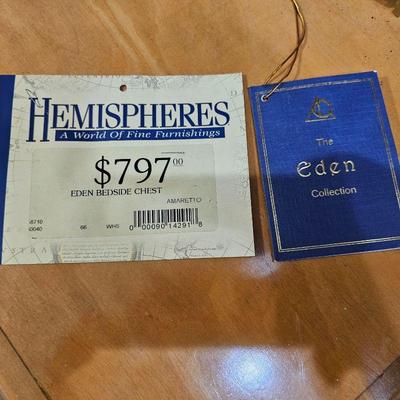 HEMISPHERES
A World Of Fine Furnishings
$797.00
EDEN BEDSIDE CHEST
AMARETTO
66
WHS
0 00090 14291 8
The
Eden
Collection